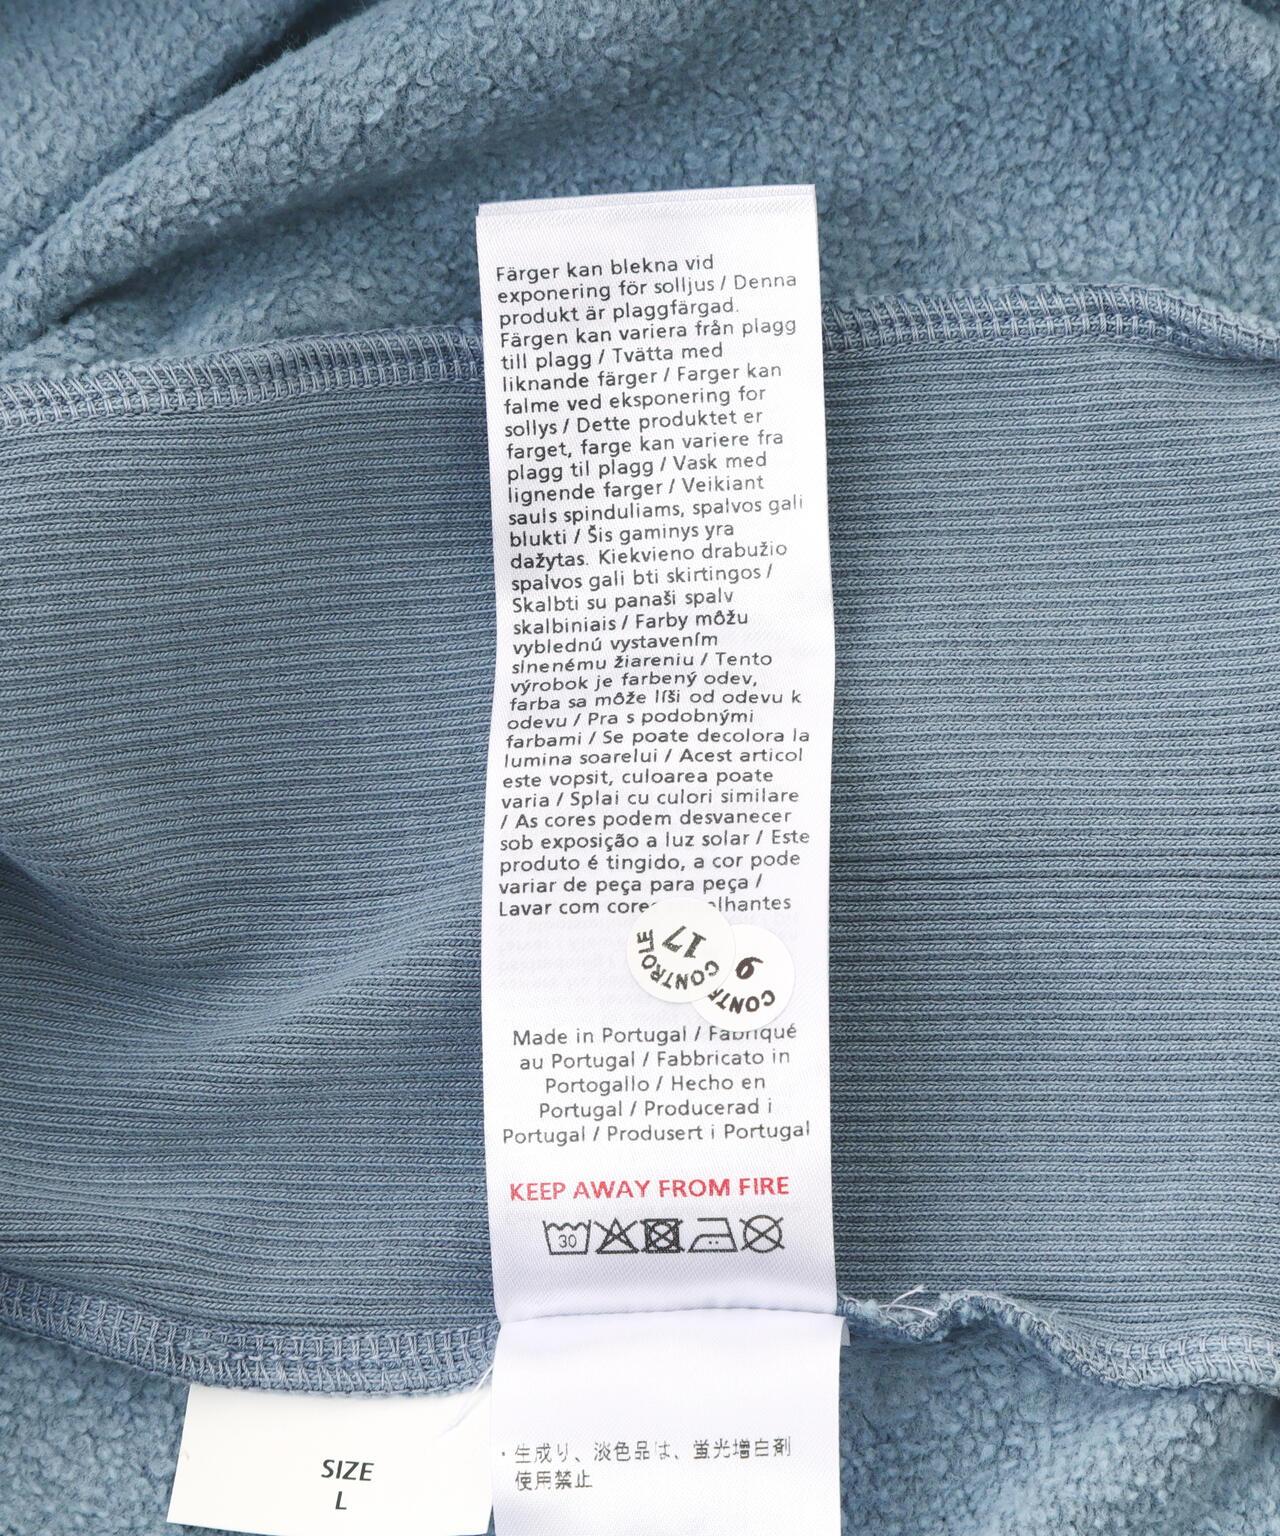 Färger kan blekna vid
exponering för solljus / Denna
produkt är plaggfärgad.
Färgen kan variera från plagg
till plagg / Tvätta med
liknande färger / Farger kan
falme ved eksponering for
sollys / Dette produktet er
farget, farge kan variere fra
plagg til plagg / Vask med
lignende farger / Veikiant
sauls spinduliams, spalvos gali
blukti / Šis gaminys yra
dažytas. Kiekvieno drabužio
spalvos gali bti skirtingos /
Skalbti su panaši spalv
skalbiniais / Farby môžu
vyblednú vystavením
slnenému žiareniu / Tento
výrobok je farbený odev,
farba sa môže líši od odevu k
odevu / Pra s podobnými
farbami / Se poate decolora la
lumina soarelui / Acest articol
este vopsit, culoarea poate
varia / Splai cu culori similare
/ As cores podem desvanecer
sob exposição a luz solar / Este
produto é tingido, a cor pode
variar de peça para peça /
Lavar com
CONTROLE
17
9
Made in Portugal / Fabriqué
au Portugal / Fabbricato in
Portogallo / Hecho en
Portugal / Producerad i
Portugal / Produsert i Portugal
KEEP AWAY FROM FIRE
30
・生成り、淡色品は、蛍光増白剤
使用禁止
SIZE
L